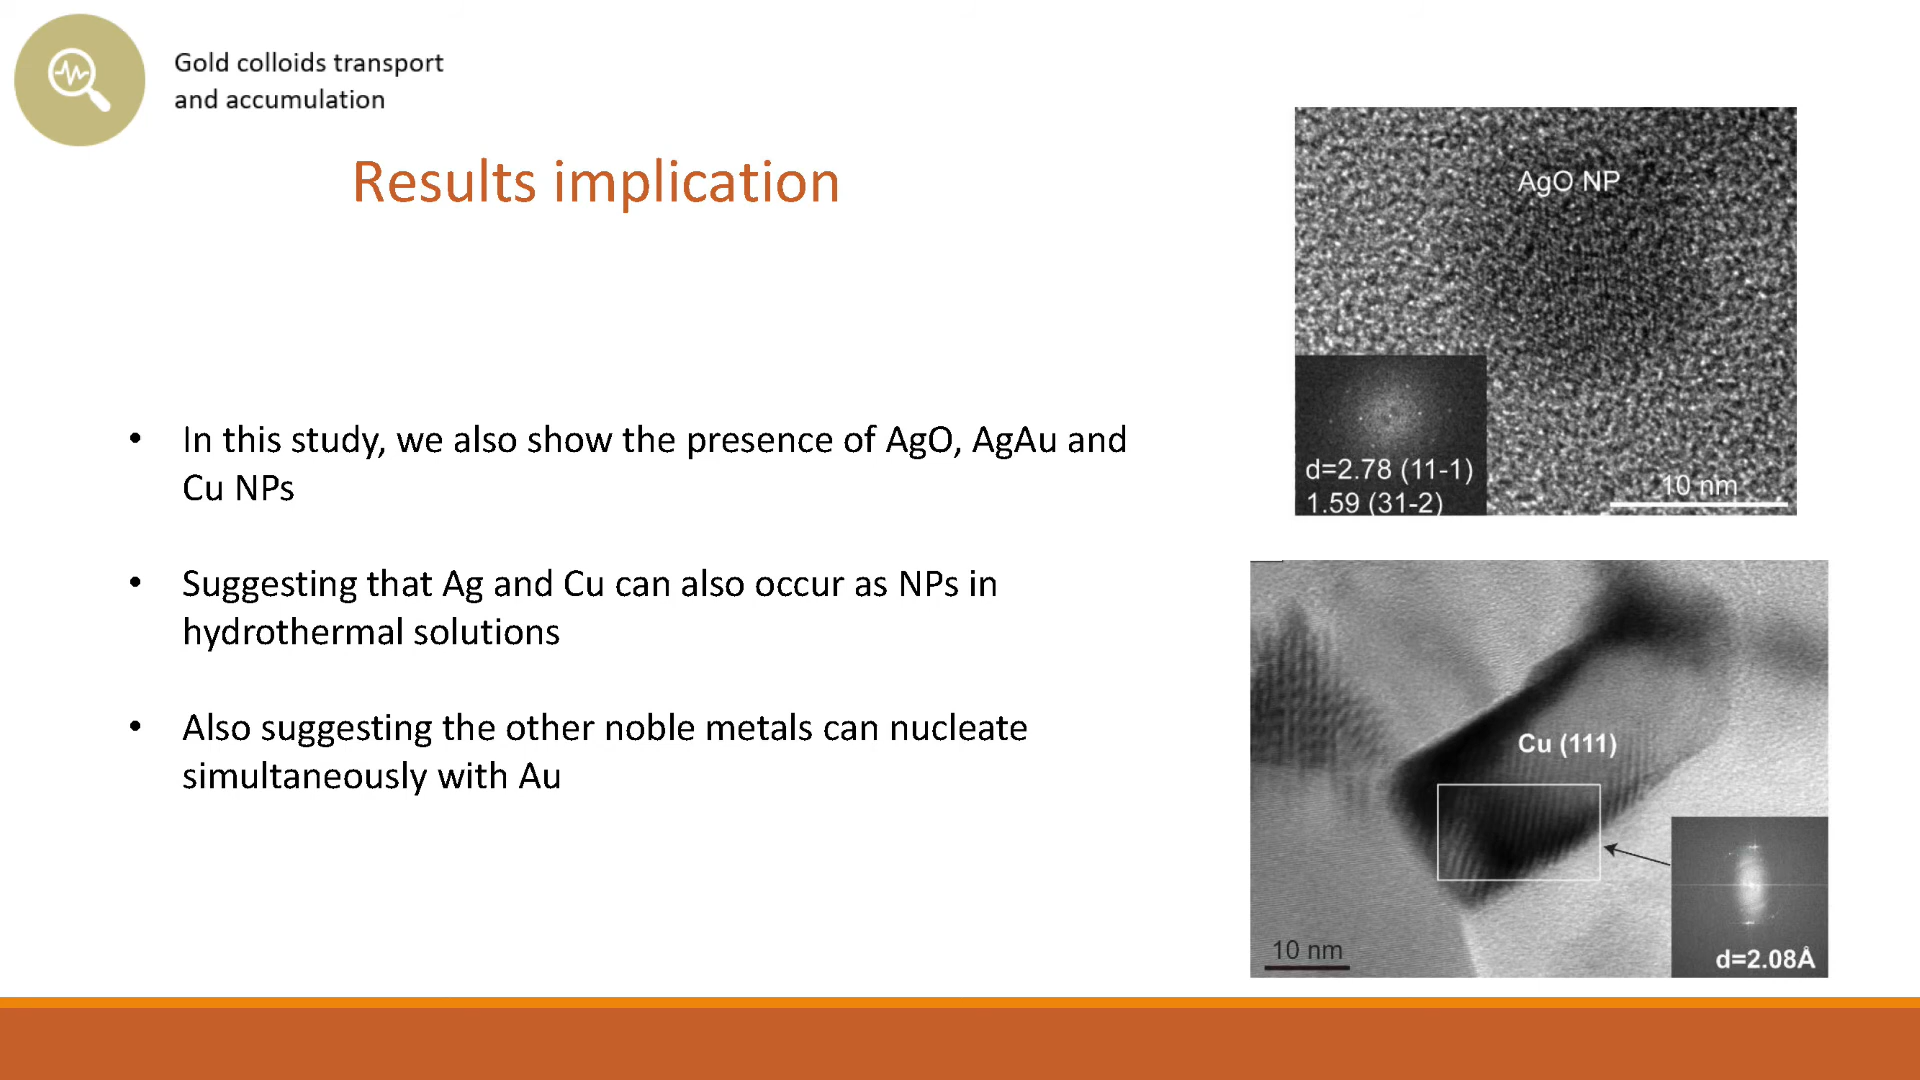 Gold colloids transport
and accumulation
Results implication
• In this study, we also show the presence of AgO, AgAu and
Cu NPs
• Suggesting that Ag and Cu can also occur as NPs in
hydrothermal solutions
• Also suggesting the other noble metals can nucleate
simultaneously with Au
AgO NP
d=2.78 (11-1)
1.59 (31-2)
10 nm
Cu (111)
10 nm
d=2.08Å